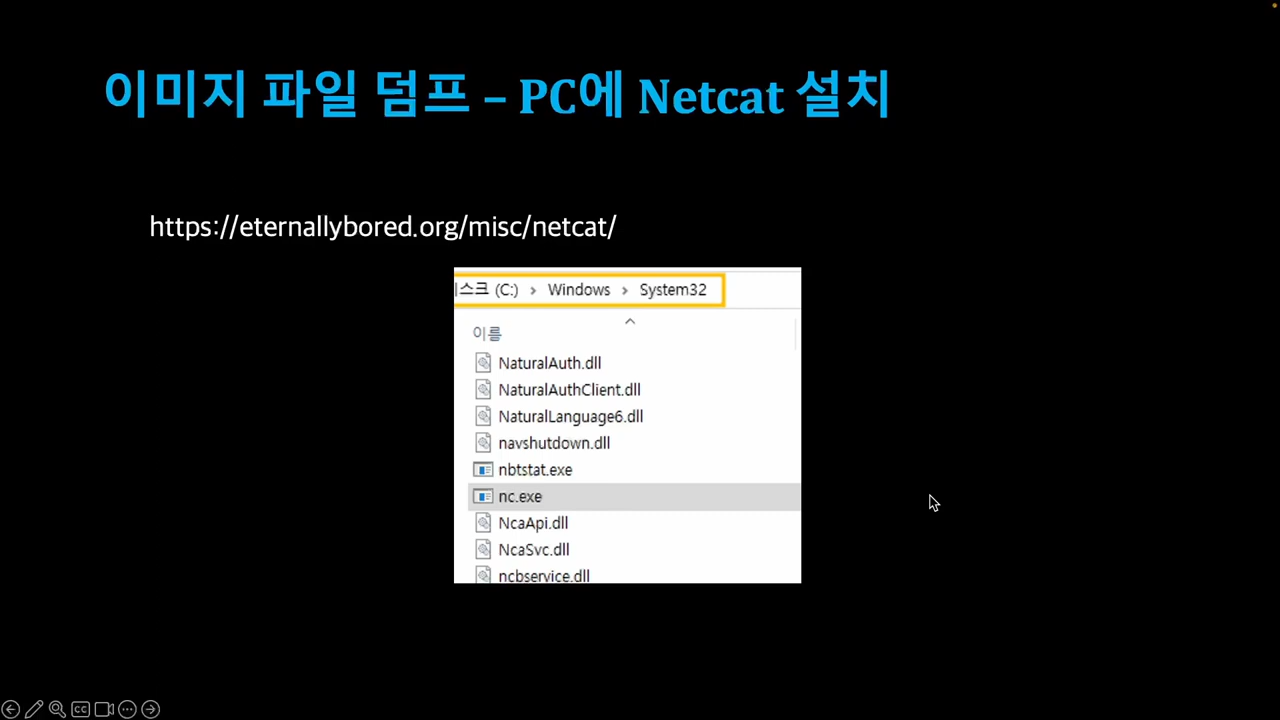 이미지 파일 덤프 – PC에 Netcat 설치
https://eternallybored.org/misc/netcat/
스크 (C:) › Windows › System32
이름
NaturalAuth.dll
NaturalAuthClient.dll
NaturalLanguage6.dll
navshutdown.dll
nbtstat.exe
nc.exe
NcaApi.dll
NcaSvc.dll
ncbservice.dll
CC